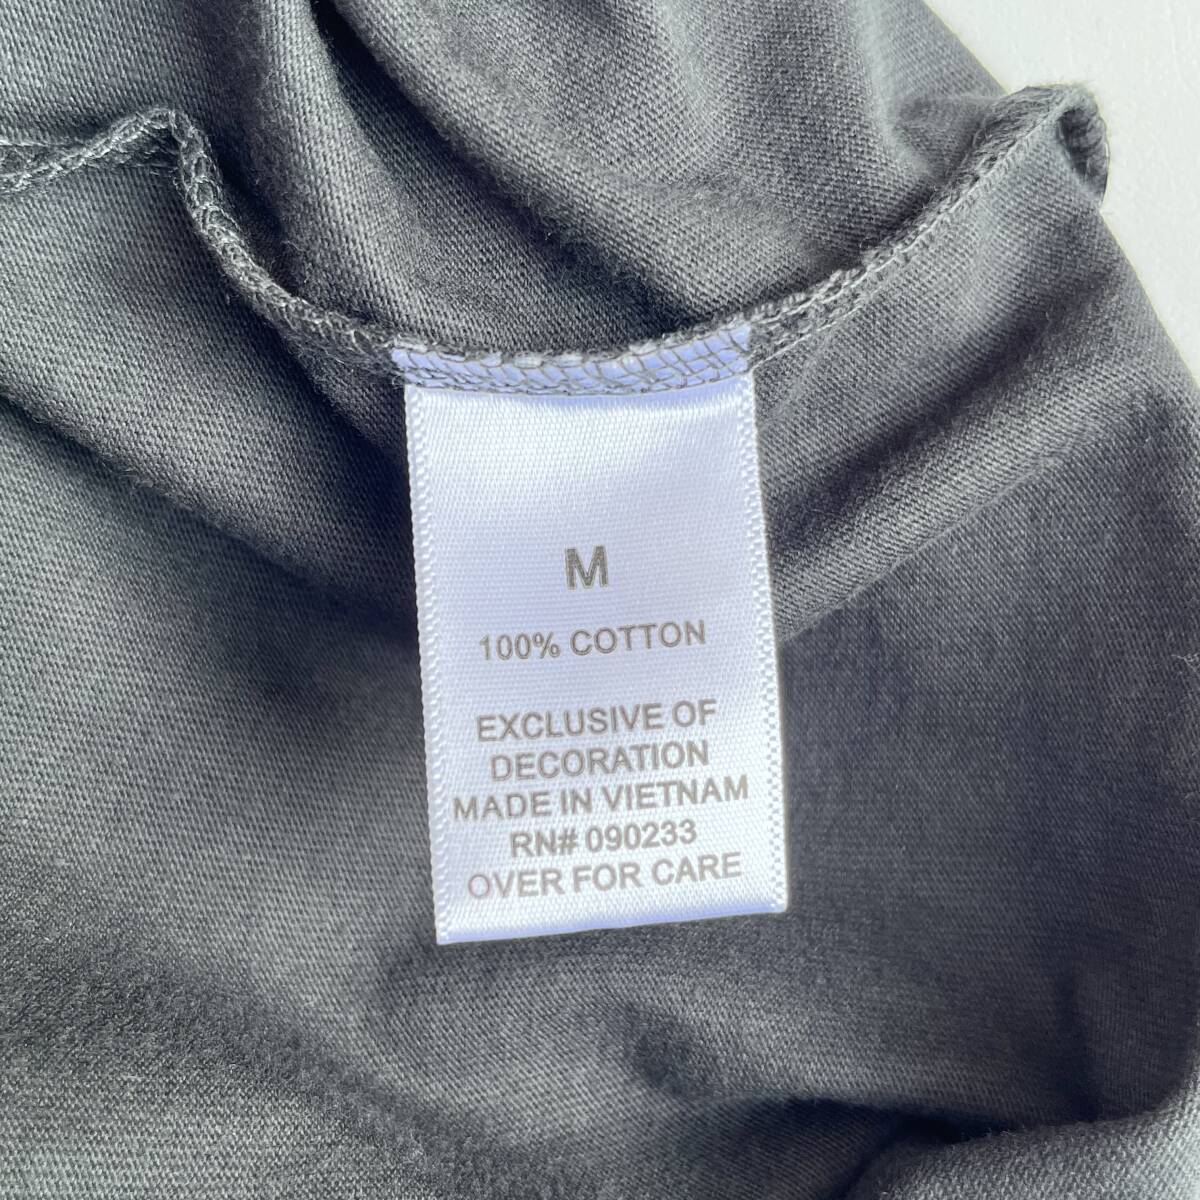 M
100% COTTON
EXCLUSIVE OF
DECORATION
MADE IN VIETNAM
RN# 090233
OVER FOR CARE